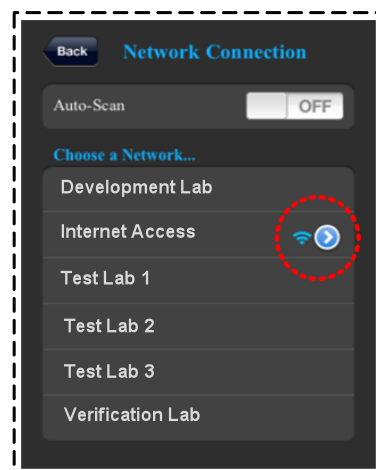 Back Network Connection
Auto-Scan OFF
Choose a Network...
Development Lab
Internet Access
Test Lab 1
Test Lab 2
Test Lab 3
Verification Lab